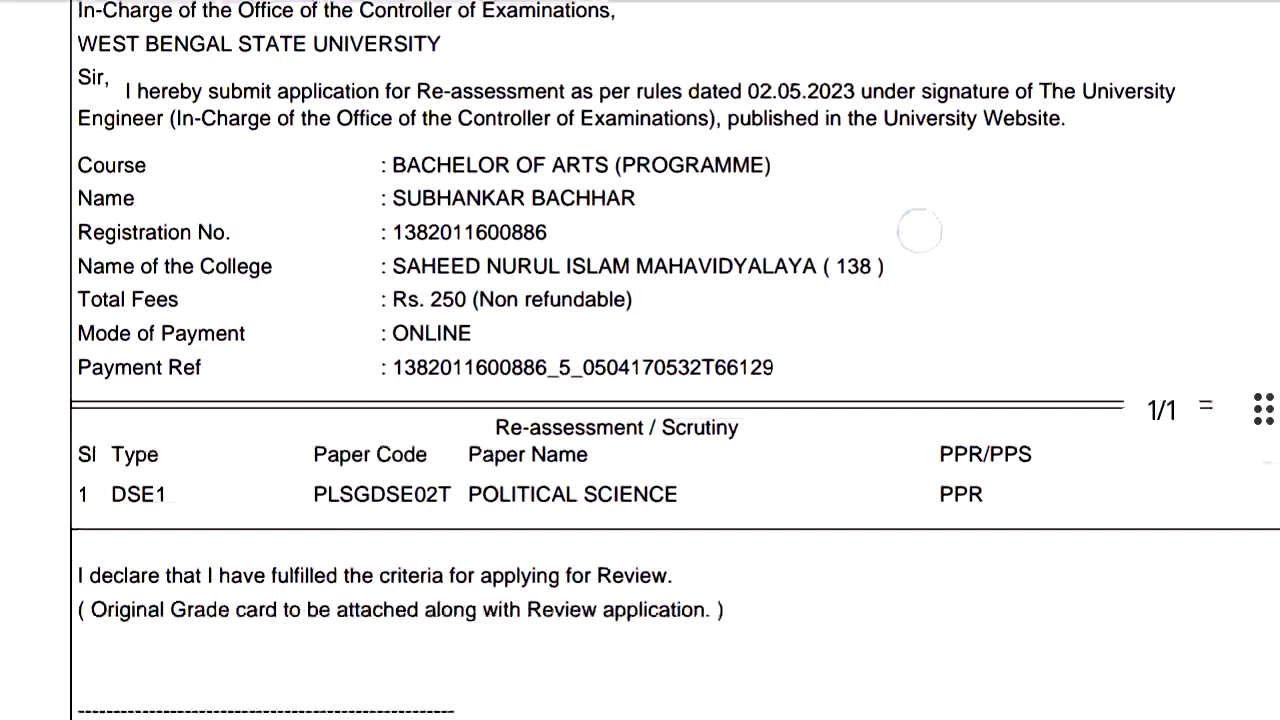 In-Charge of the Office of the Controller of Examinations,
WEST BENGAL STATE UNIVERSITY
Sir,
I hereby submit application for Re-assessment as per rules dated 02.05.2023 under signature of The University
Engineer (In-Charge of the Office of the Controller of Examinations), published in the University Website.
Course : BACHELOR OF ARTS (PROGRAMME)
Name : SUBHANKAR BACHHAR
Registration No. : 1382011600886
Name of the College : SAHEED NURUL ISLAM MAHAVIDYALAYA ( 138 )
Total Fees : Rs. 250 (Non refundable)
Mode of Payment : ONLINE
Payment Ref : 1382011600886_5_0504170532T66129
1/1
Re-assessment / Scrutiny
Sl Type Paper Code Paper Name PPR/PPS
1 DSE1 PLSGDSE02T POLITICAL SCIENCE PPR
I declare that I have fulfilled the criteria for applying for Review.
( Original Grade card to be attached along with Review application. )